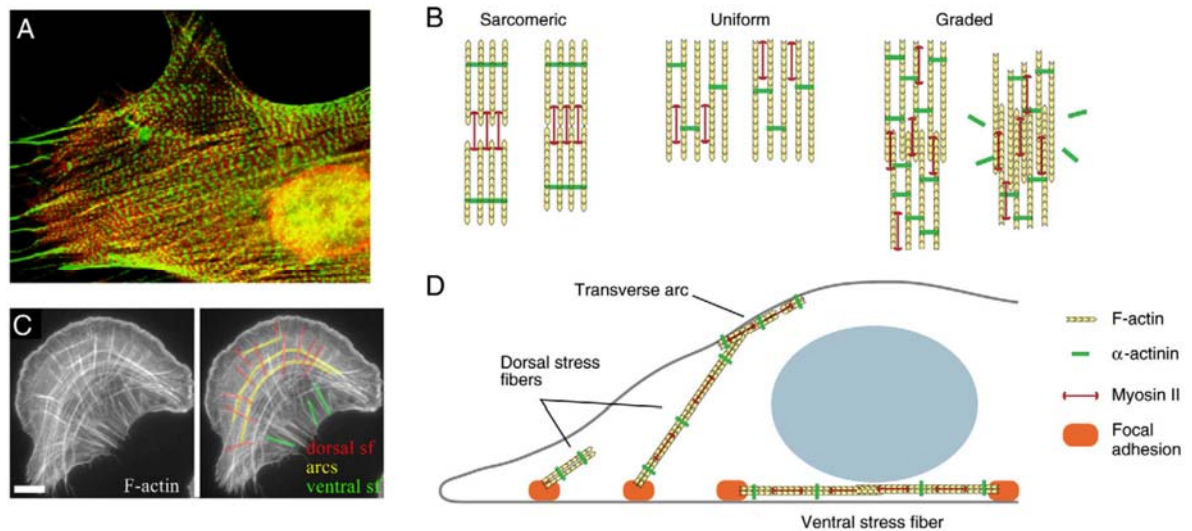 A
B
Sarcomeric
Uniform
Graded
C
F-actin
dorsal sf
arcs
ventral sf
D
Transverse arc
Dorsal stress
fibers
Ventral stress fiber
F-actin
α-actinin
Myosin II
Focal
adhesion